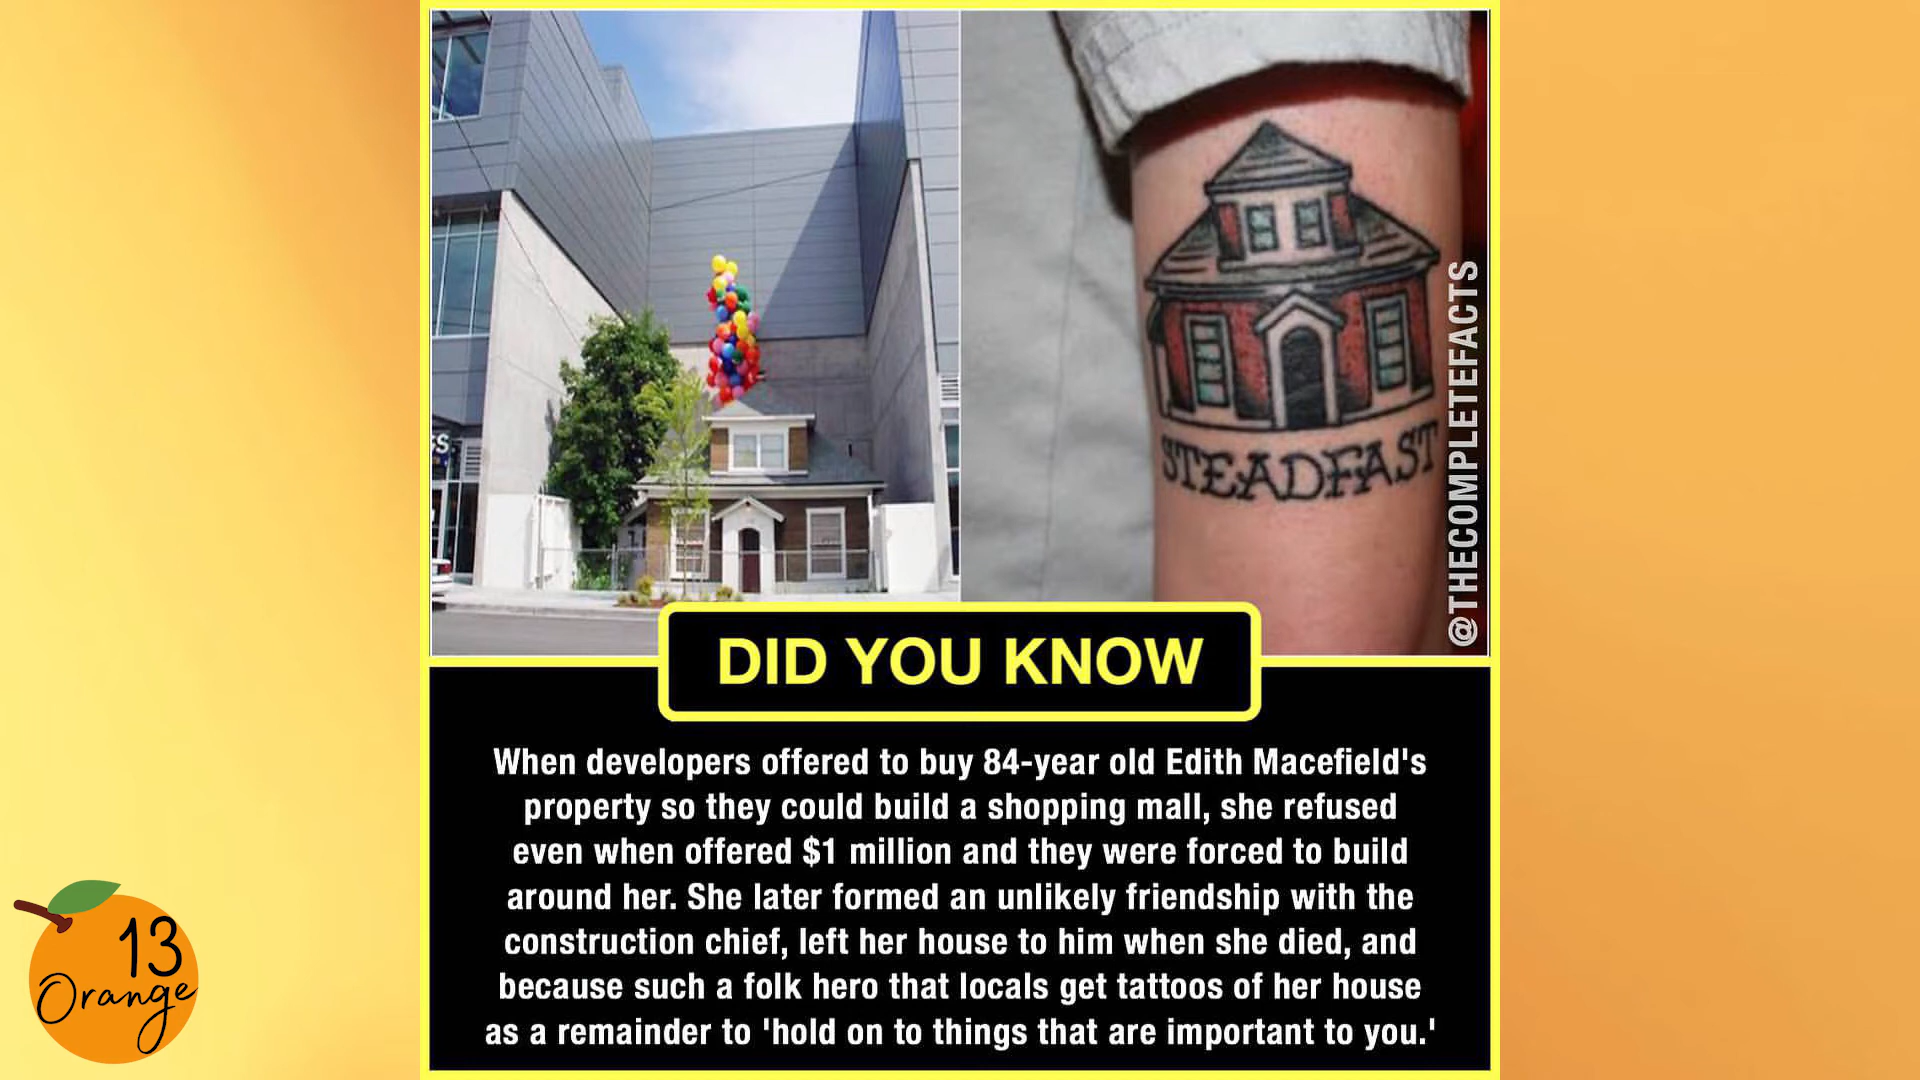 S
STEADFAST
@THECOMPLETEFACTS
DID YOU KNOW
When developers offered to buy 84-year old Edith Macefield's
property so they could build a shopping mall, she refused
even when offered $1 million and they were forced to build
around her. She later formed an unlikely friendship with the
construction chief, left her house to him when she died, and
because such a folk hero that locals get tattoos of her house
as a remainder to 'hold on to things that are important to you.'
13
Orange